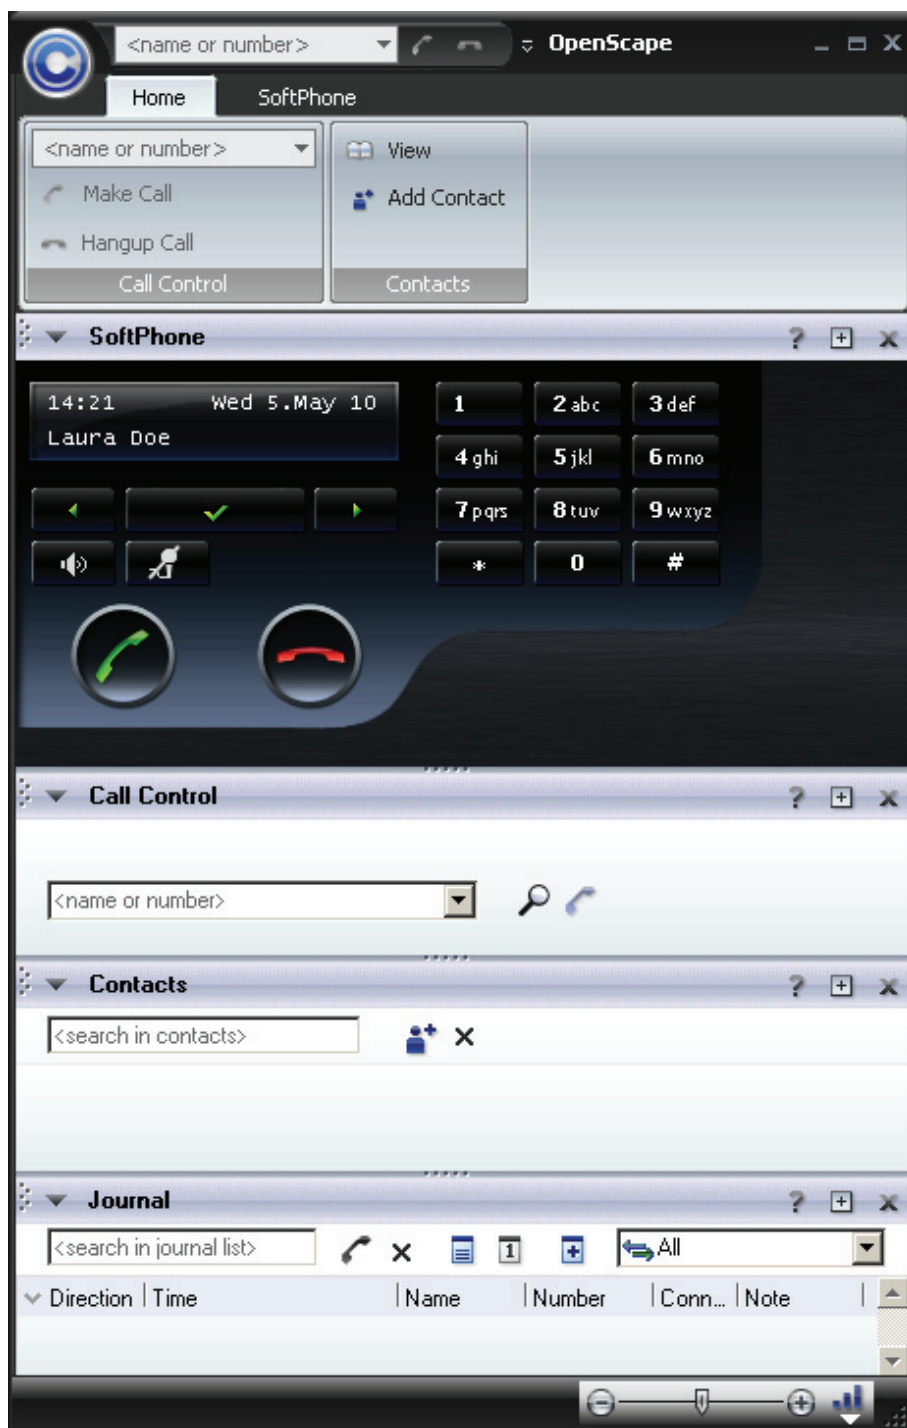 <name or number> OpenScape
Home SoftPhone
<name or number> View
Make Call Add Contact
Hangup Call
Call Control Contacts
SoftPhone ?
14:21 Wed 5.May 10
Laura Doe
1 2 abc 3 def
4 ghi 5 jkl 6 mno
7 pqrs 8 tuv 9 wxyz
* 0 #
Call Control ?
<name or number>
Contacts ?
<search in contacts>
Journal ?
<search in journal list> 1 All
Direction Time Name Number Conn... Note